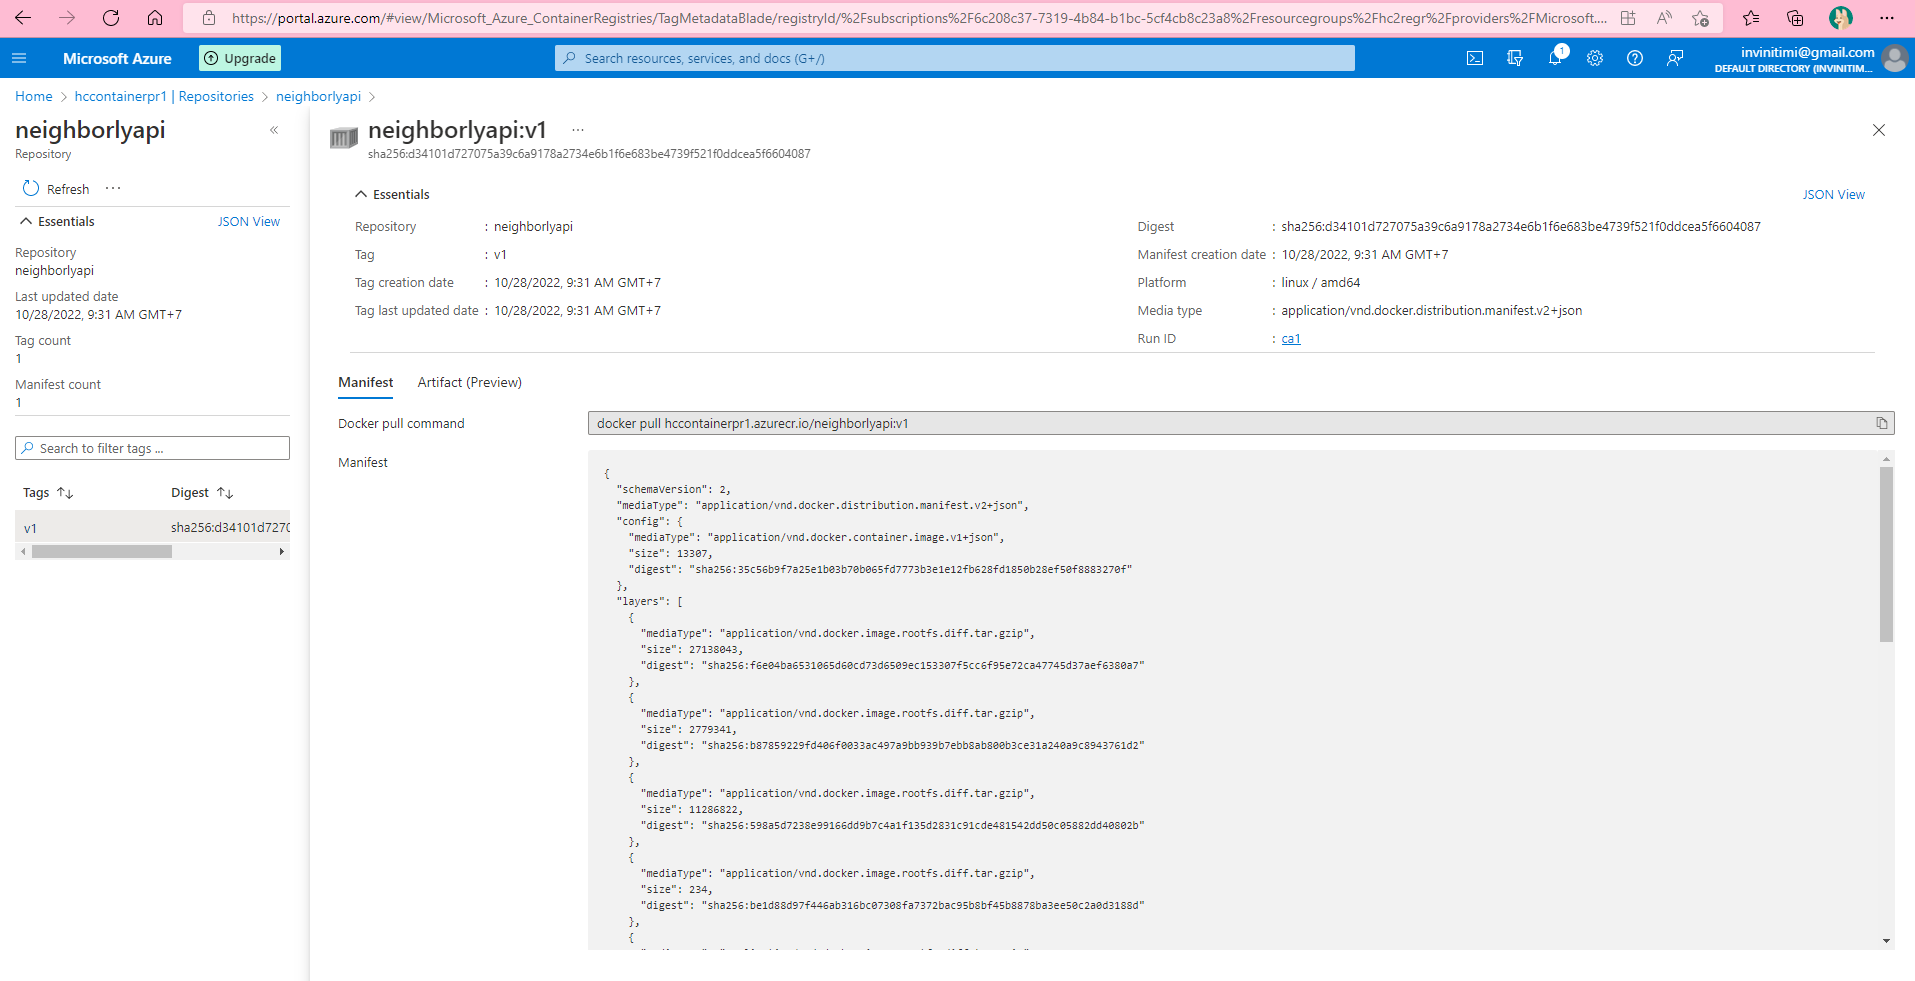 https://portal.azure.com/#view/Microsoft_Azure_ContainerRegistries/TagMetadataBlade/registryId/%2Fsubscriptions%2F6c208c37-7319-4b84-b1bc-5cf4cb8c23a8%2Fresourcegroups%2Fhc2regr%2Fproviders%2FMicrosoft....
Microsoft Azure
Upgrade
Search resources, services, and docs (G+/)
1
invinitimi@gmail.com
DEFAULT DIRECTORY (INVINITIM...
Home > hccontainerpr1 | Repositories > neighborlyapi >
neighborlyapi
Repository
Refresh ...
Essentials
JSON View
Repository
neighborlyapi
Last updated date
10/28/2022, 9:31 AM GMT+7
Tag count
1
Manifest count
1
Search to filter tags ...
Tags
Digest
v1
sha256:d34101d7270
neighborlyapi:v1 ...
sha256:d34101d727075a39c6a9178a2734e6b1f6e683be4739f521f0ddcea5f6604087
Essentials
JSON View
Repository : neighborlyapi
Tag : v1
Tag creation date : 10/28/2022, 9:31 AM GMT+7
Tag last updated date : 10/28/2022, 9:31 AM GMT+7
Digest : sha256:d34101d727075a39c6a9178a2734e6b1f6e683be4739f521f0ddcea5f6604087
Manifest creation date : 10/28/2022, 9:31 AM GMT+7
Platform : linux / amd64
Media type : application/vnd.docker.distribution.manifest.v2+json
Run ID : ca1
Manifest
Artifact (Preview)
Docker pull command
docker pull hccontainerpr1.azurecr.io/neighborlyapi:v1
Manifest
{
"schemaVersion": 2,
"mediaType": "application/vnd.docker.distribution.manifest.v2+json",
"config": {
"mediaType": "application/vnd.docker.container.image.v1+json",
"size": 13307,
"digest": "sha256:35c56b9f7a25e1b03b70b065fd7773b3e1e12fb628fd1850b28ef50f8883270f"
},
"layers": [
{
"mediaType": "application/vnd.docker.image.rootfs.diff.tar.gzip",
"size": 27138043,
"digest": "sha256:f6e04ba6531065d60cd73d6509ec153307f5cc6f95e72ca47745d37aef6380a7"
},
{
"mediaType": "application/vnd.docker.image.rootfs.diff.tar.gzip",
"size": 2779341,
"digest": "sha256:b87859229fd406f0033ac497a9bb939b7ebb8ab800b3ce31a240a9c8943761d2"
},
{
"mediaType": "application/vnd.docker.image.rootfs.diff.tar.gzip",
"size": 11286822,
"digest": "sha256:598a5d7238e99166dd9b7c4a1f135d2831c91cde481542dd50c05882dd40802b"
},
{
"mediaType": "application/vnd.docker.image.rootfs.diff.tar.gzip",
"size": 234,
"digest": "sha256:be1d88d97f446ab316bc07308fa7372bac95b8bf45b8878ba3ee50c2a0d3188d"
},
{